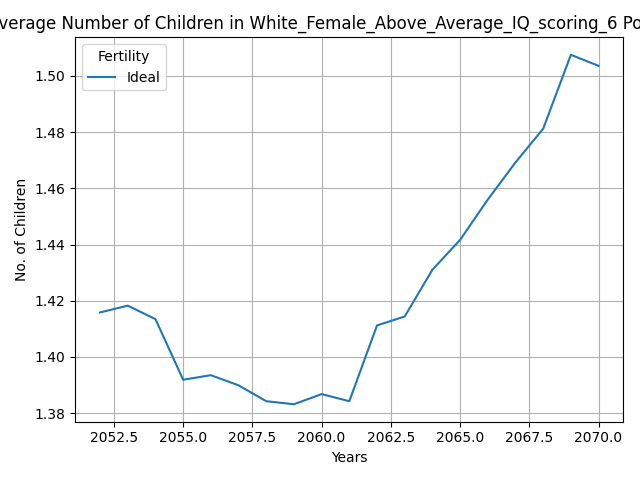 verage Number of Children in White_Female_Above_Average_IQ_scoring_6 Po
Fertility
Ideal
No. of Children
1.50
1.48
1.46
1.44
1.42
1.40
1.38
2052.5 2055.0 2057.5 2060.0 2062.5 2065.0 2067.5 2070.0
Years